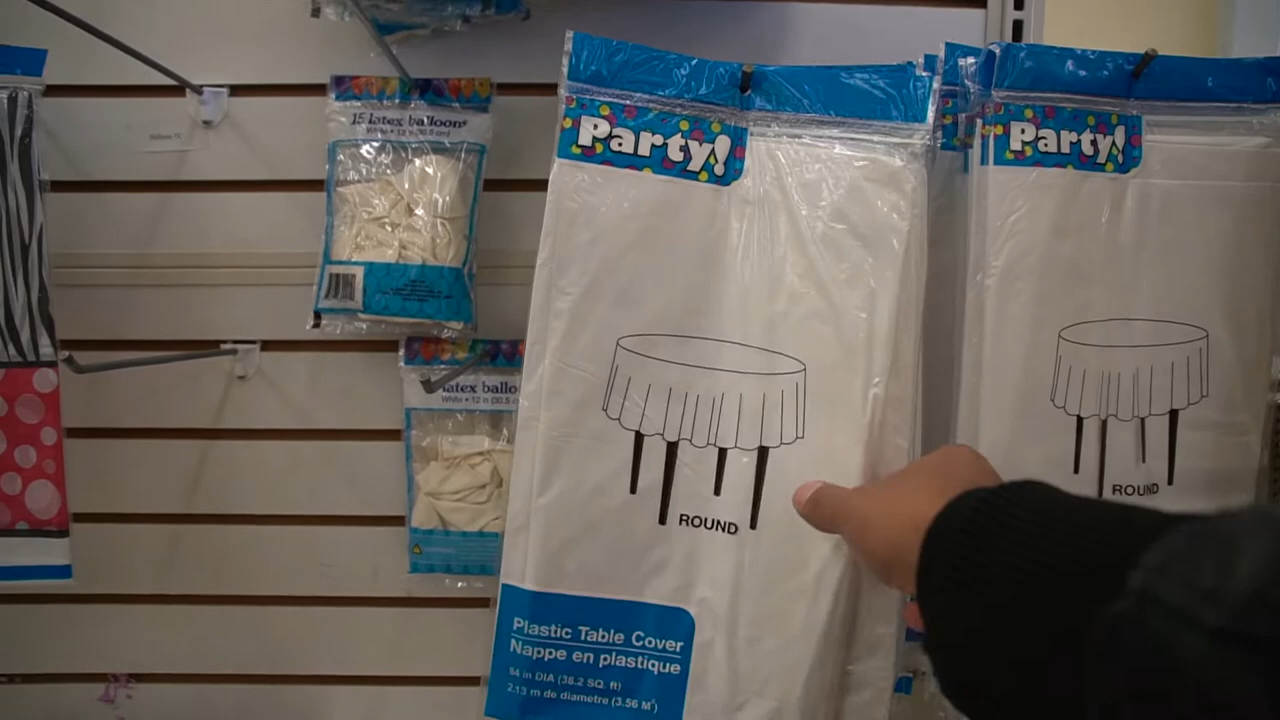 15 latex balloons
White • 12 in (30.5 cm)
latex ballo
White • 12 in (30.5 c
Party!
ROUND
Plastic Table Cover
Nappe en plastique
84 in DIA (38.2 SQ. ft)
2.13 m de diametre (3.56 M²)
Party!
ROUND